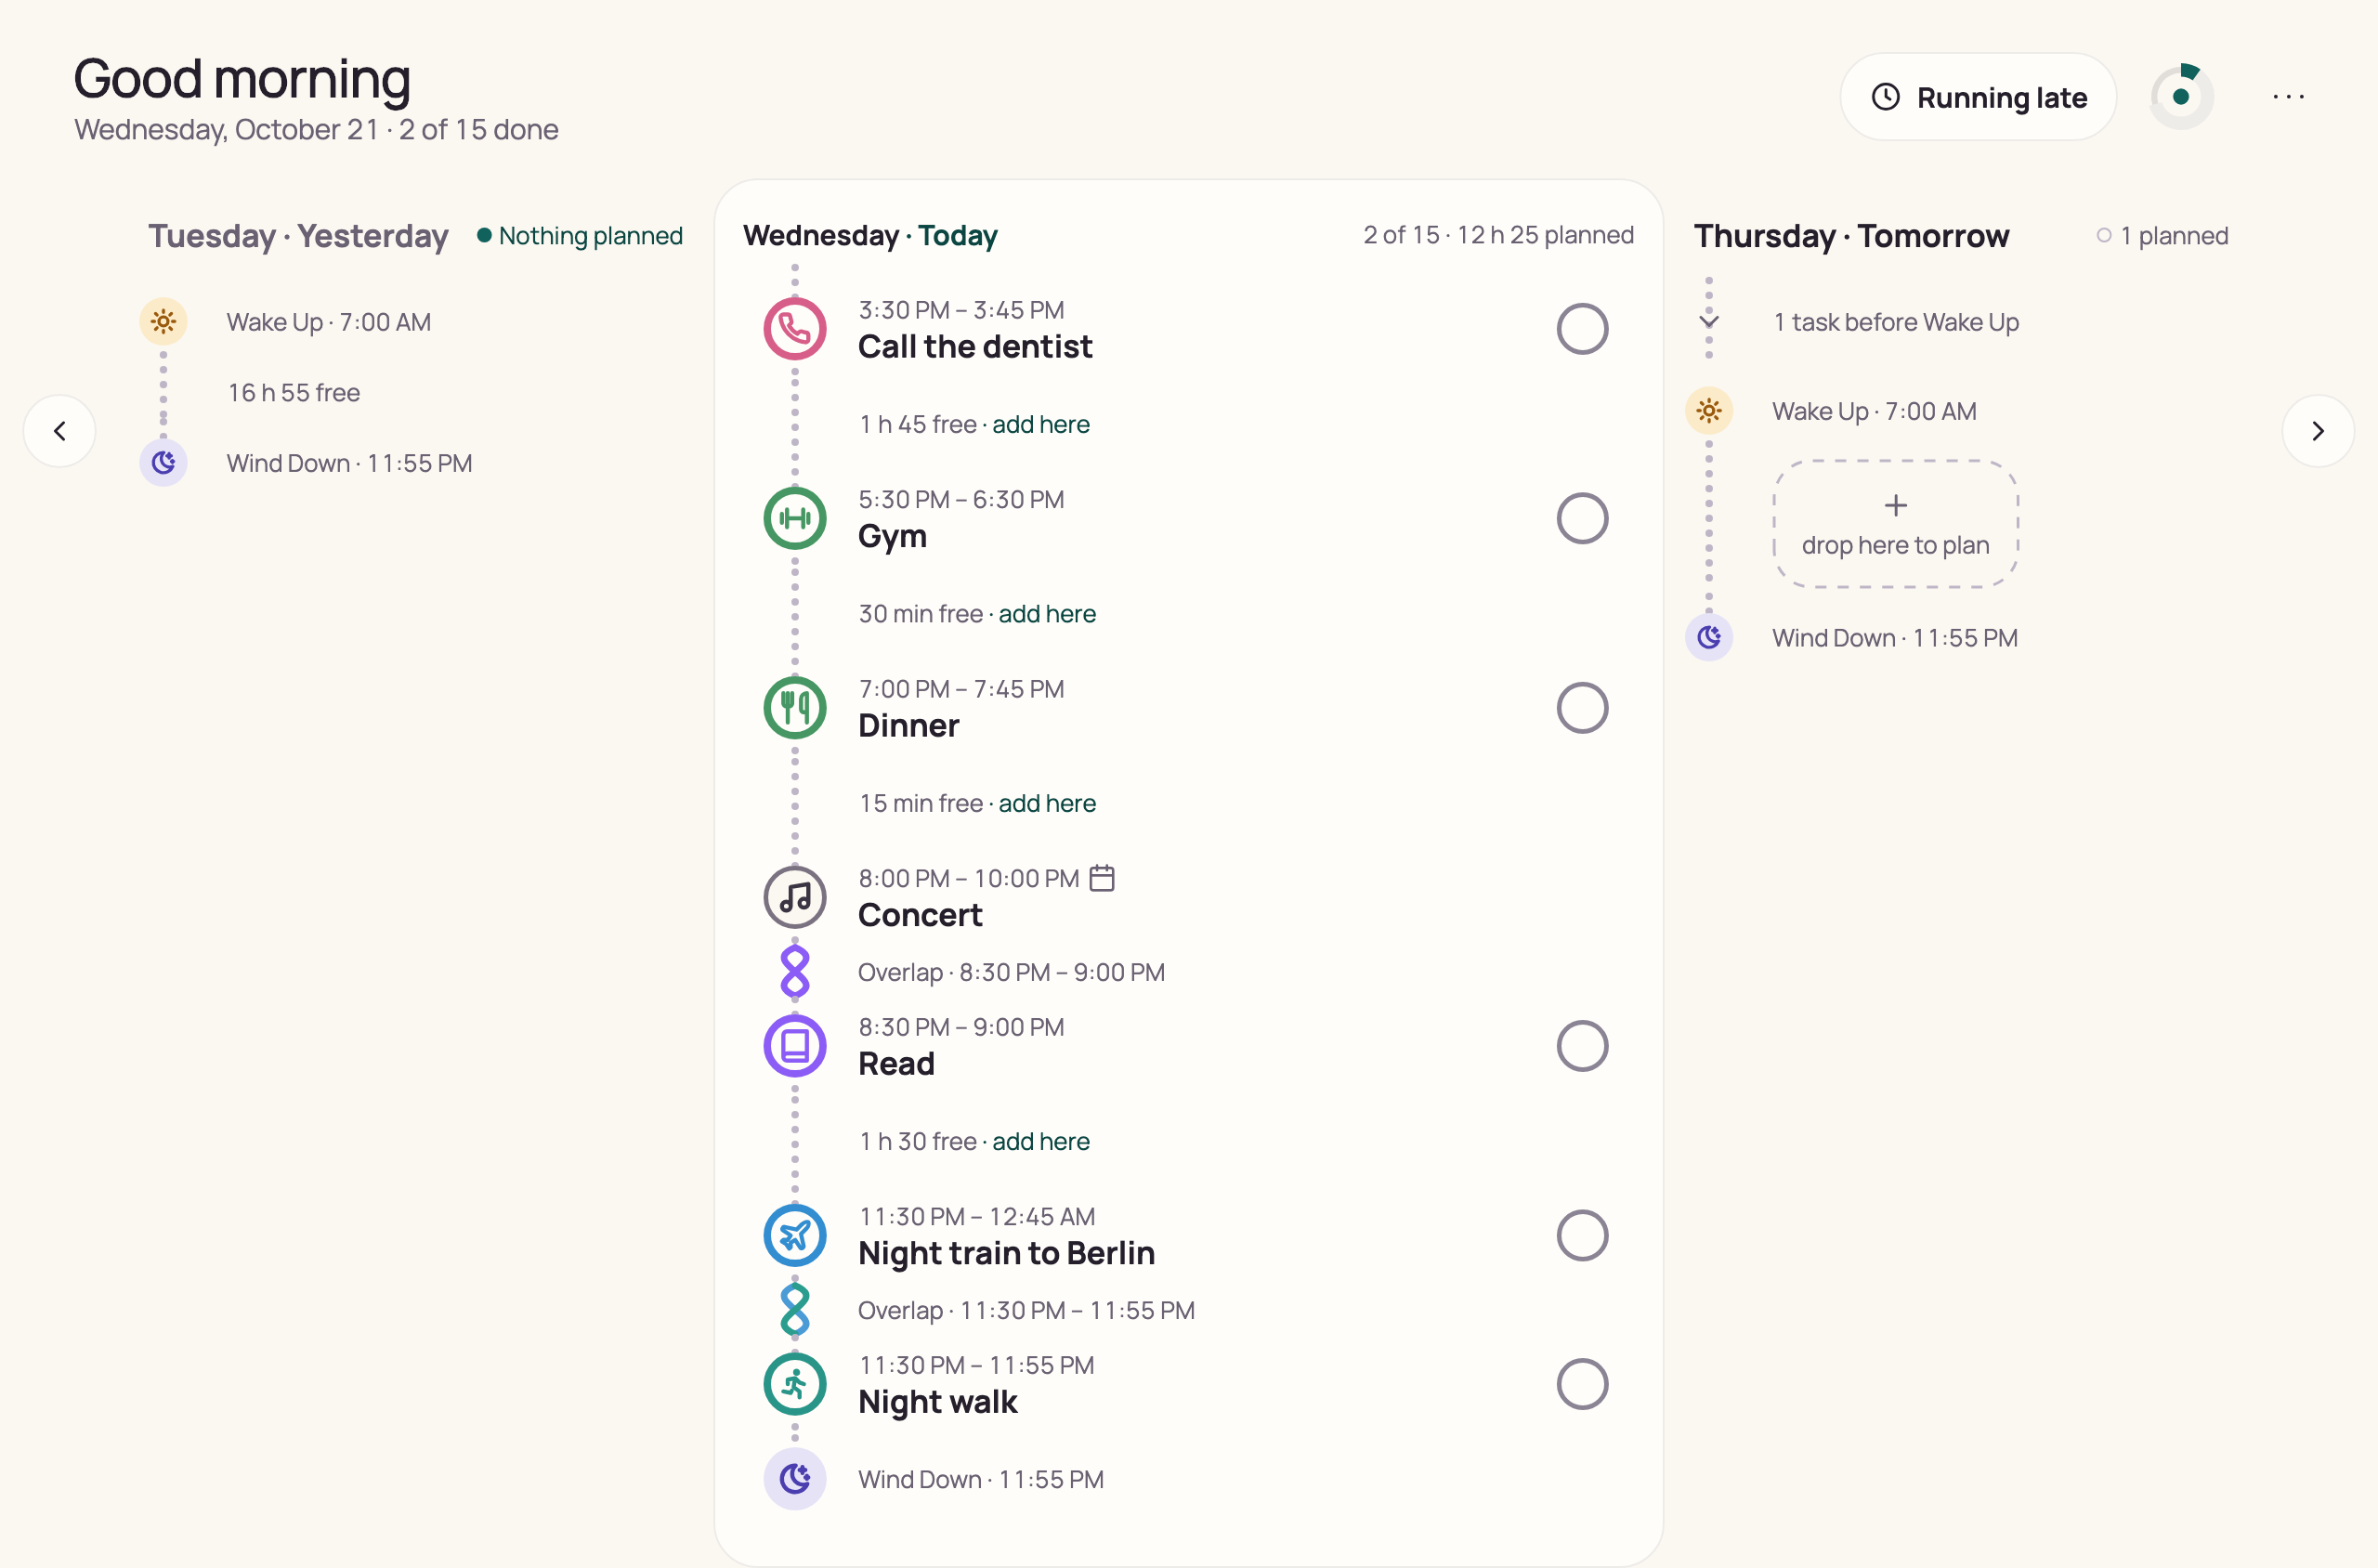 Good morning
Wednesday, October 21 · 2 of 15 done
Running late
Tuesday · Yesterday
Nothing planned
Wake Up · 7:00 AM
16 h 55 free
Wind Down · 11:55 PM
Wednesday · Today
2 of 15 · 12 h 25 planned
3:30 PM – 3:45 PM
Call the dentist
1 h 45 free · add here
5:30 PM – 6:30 PM
Gym
30 min free · add here
7:00 PM – 7:45 PM
Dinner
15 min free · add here
8:00 PM – 10:00 PM
Concert
Overlap · 8:30 PM – 9:00 PM
8:30 PM – 9:00 PM
Read
1 h 30 free · add here
11:30 PM – 12:45 AM
Night train to Berlin
Overlap · 11:30 PM – 11:55 PM
11:30 PM – 11:55 PM
Night walk
Wind Down · 11:55 PM
Thursday · Tomorrow
1 planned
1 task before Wake Up
Wake Up · 7:00 AM
drop here to plan
Wind Down · 11:55 PM